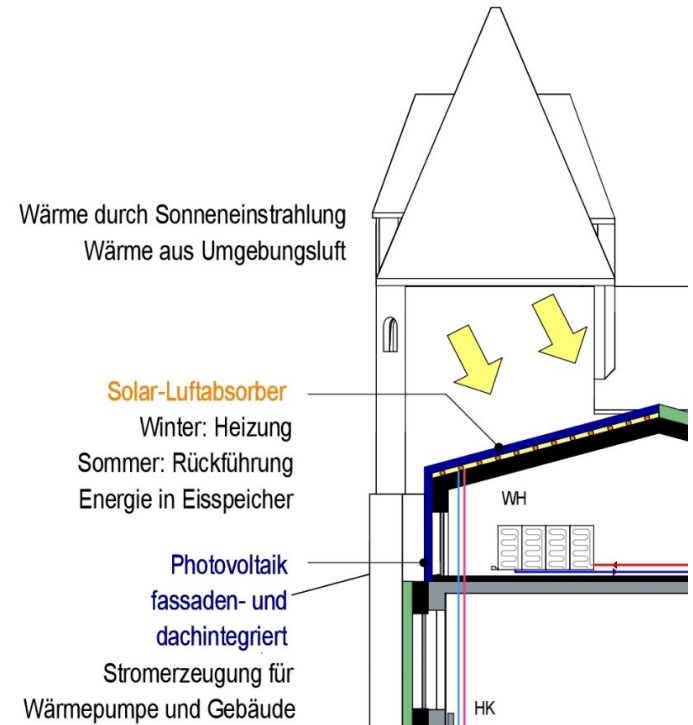 Wärme durch Sonneneinstrahlung
Wärme aus Umgebungsluft
Solar-Luftabsorber
Winter: Heizung
Sommer: Rückführung
Energie in Eisspeicher
WH
Photovoltaik
fassaden- und
dachintegriert
Stromerzeugung für
Wärmepumpe und Gebäude
HK